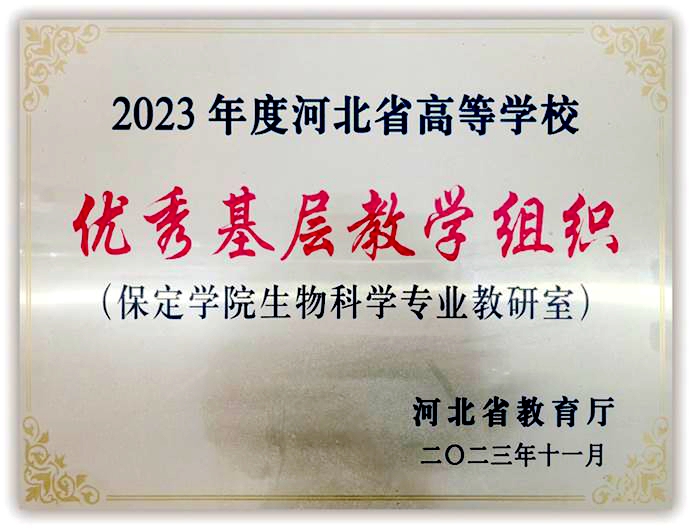 2023 年度河北省高等学校
优秀基层教学组织
（保定学院生物科学专业教研室）
河北省教育厅
二〇二三年十一月